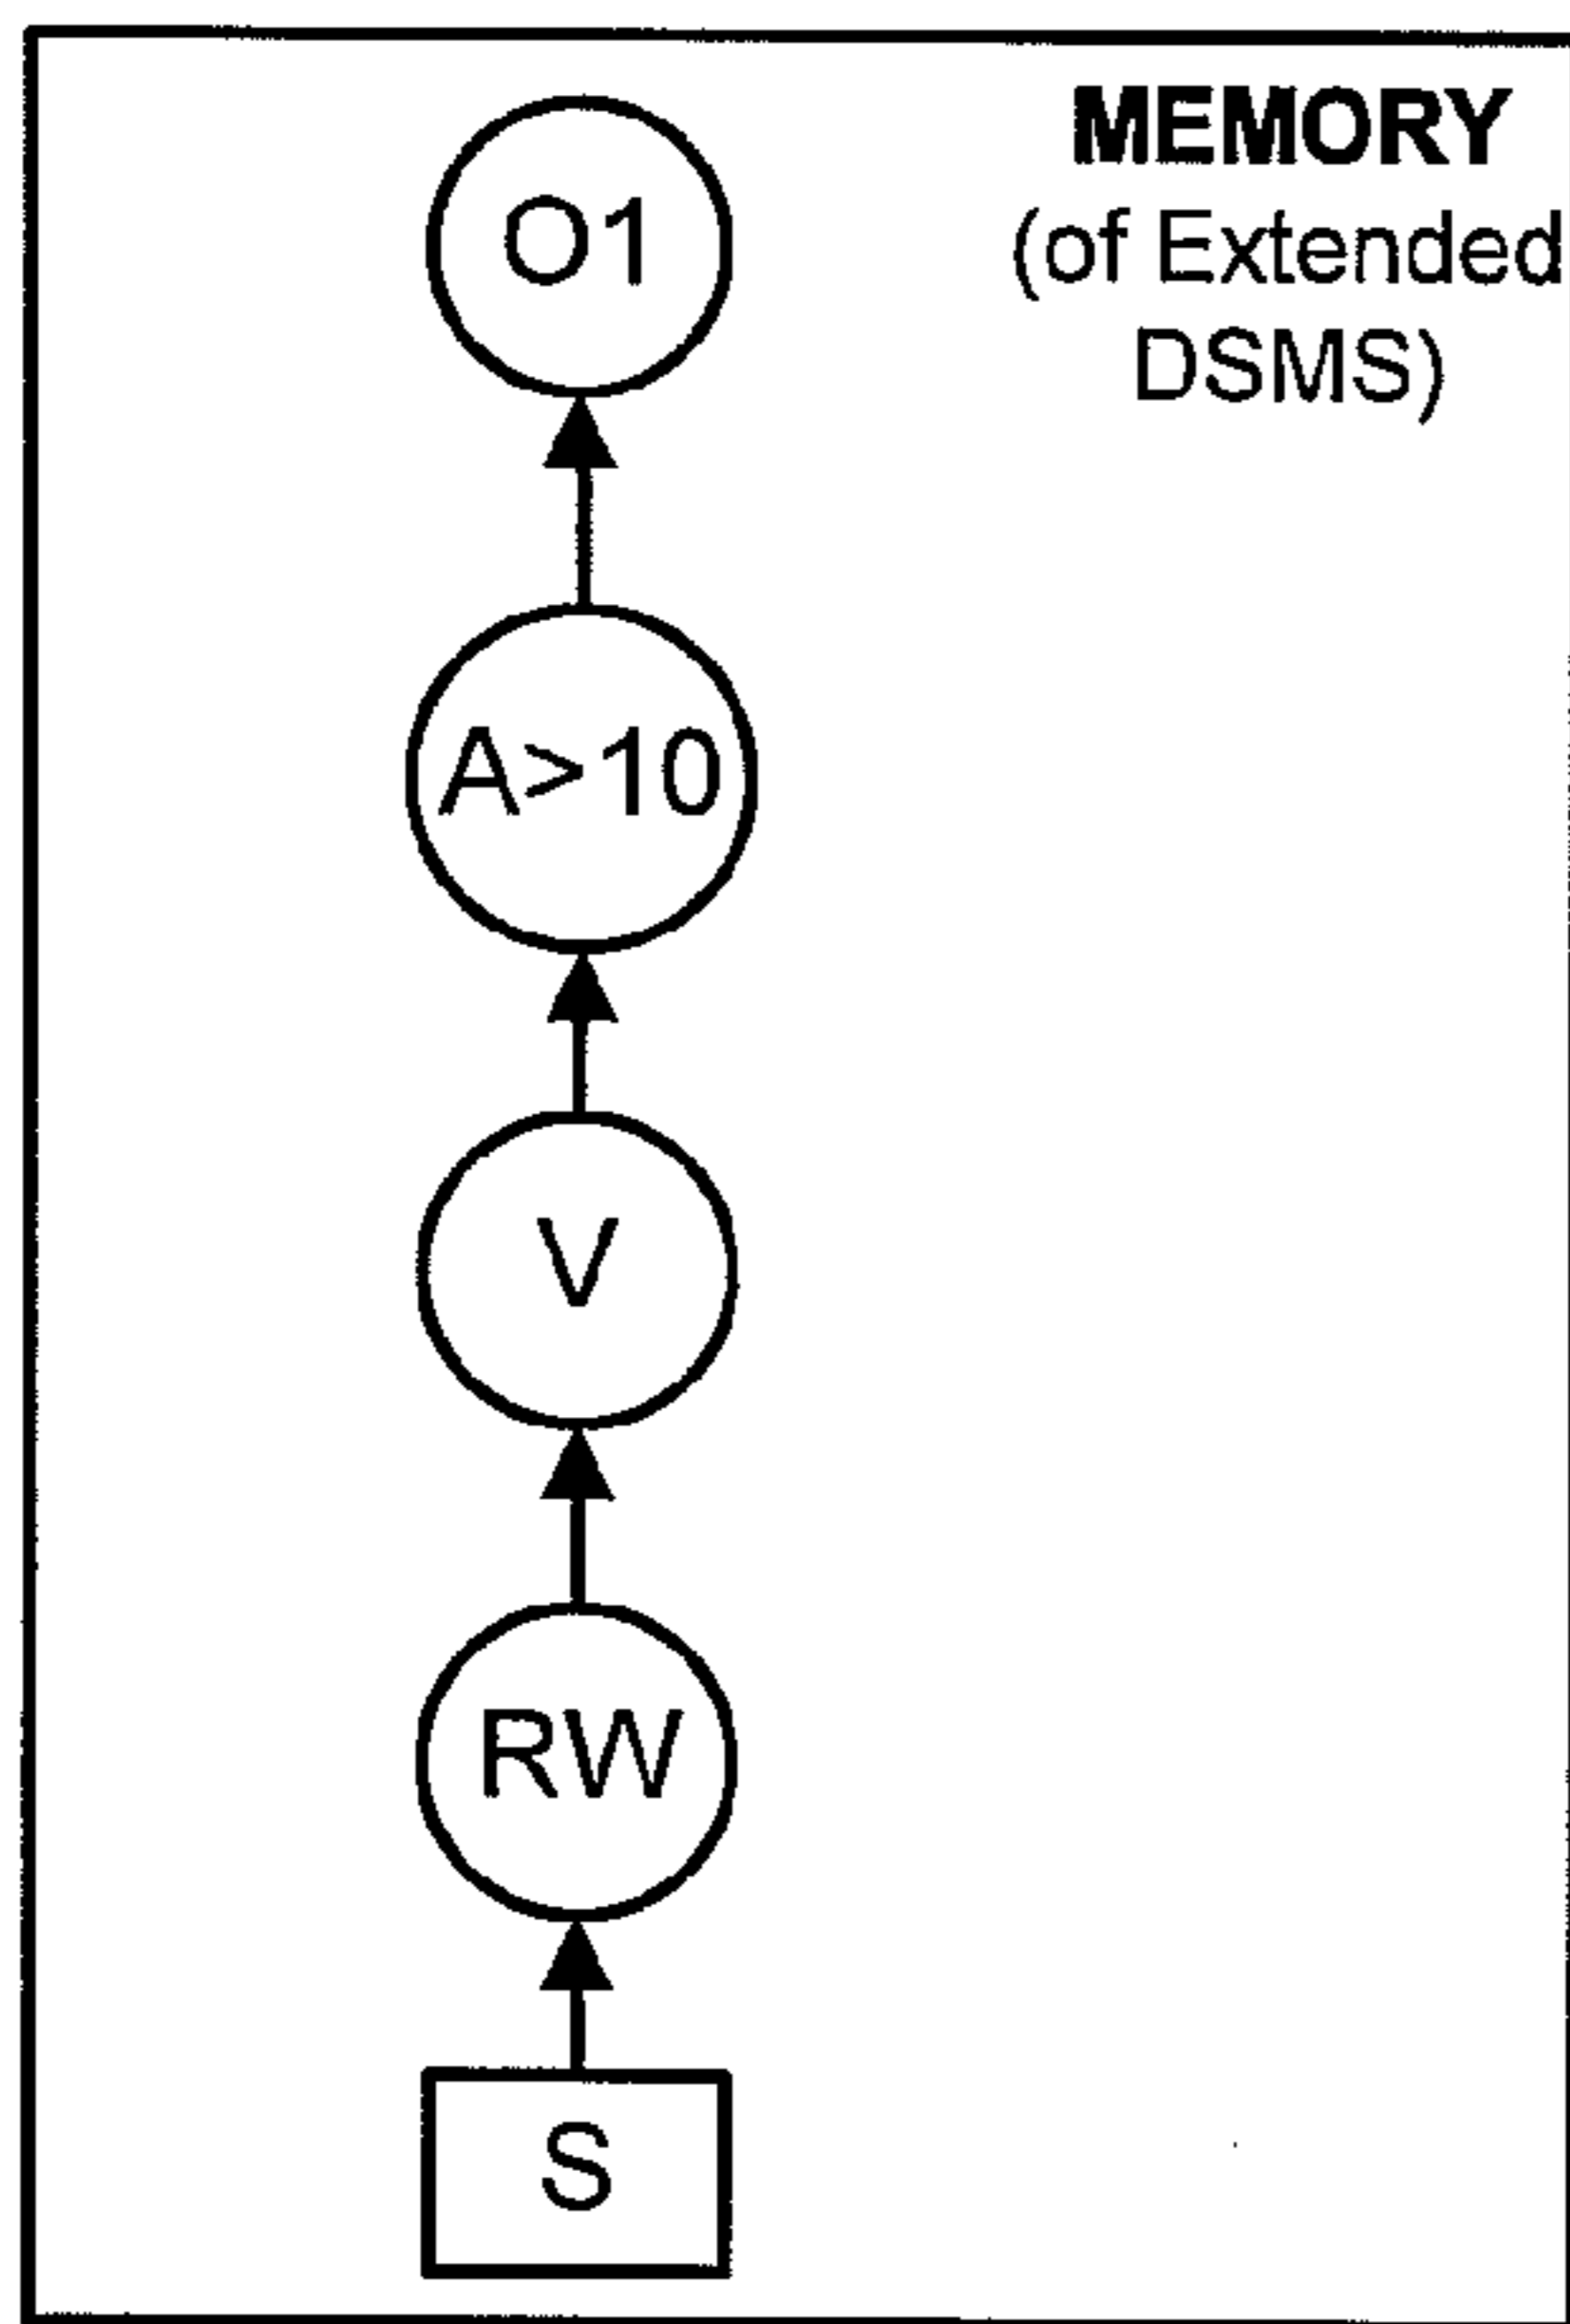 MEMORY
(of Extended
DSMS)
O1
A>10
V
RW
S